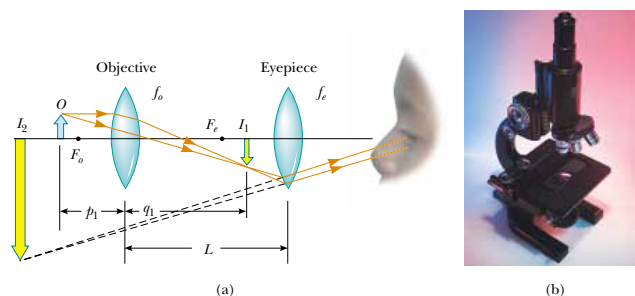 Objective
Eyepiece
f_o
f_e
I_2
O
F_e
I_1
F_o
p_1
q_1
L
(a)
(b)